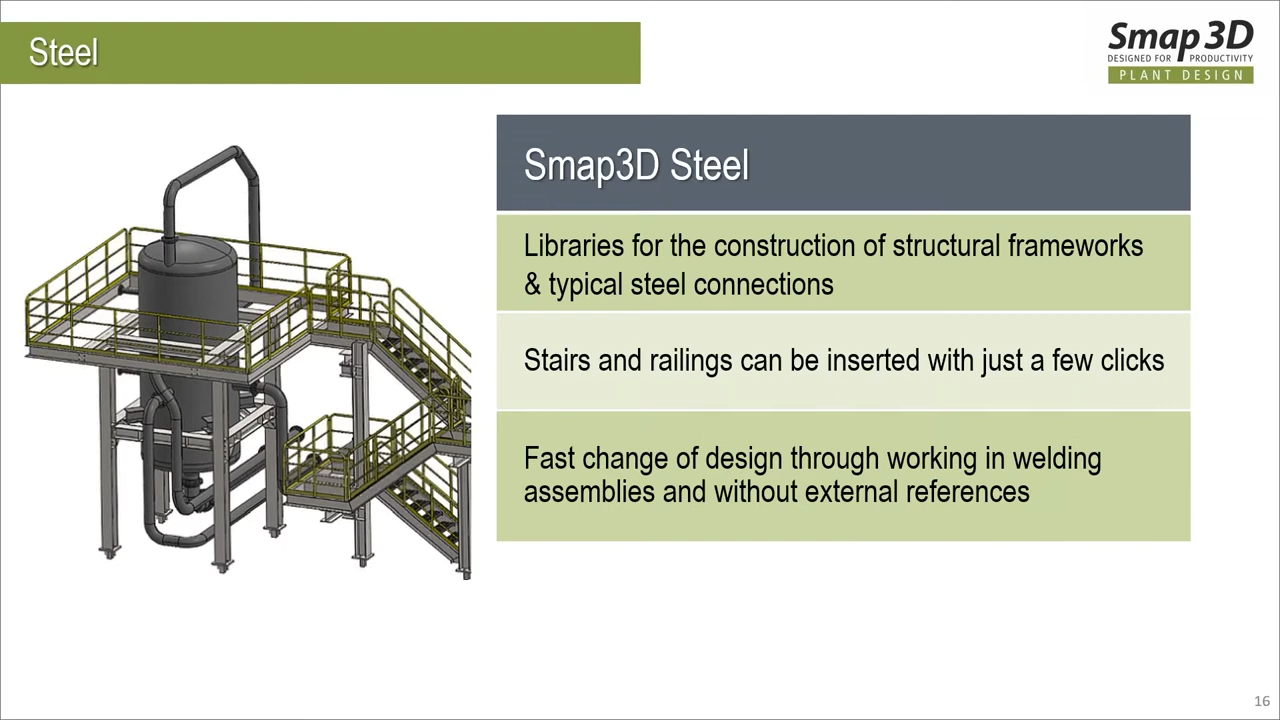 Steel
Smap3D
DESIGNED FOR PRODUCTIVITY
PLANT DESIGN
Smap3D Steel
Libraries for the construction of structural frameworks
& typical steel connections
Stairs and railings can be inserted with just a few clicks
Fast change of design through working in welding
assemblies and without external references
16